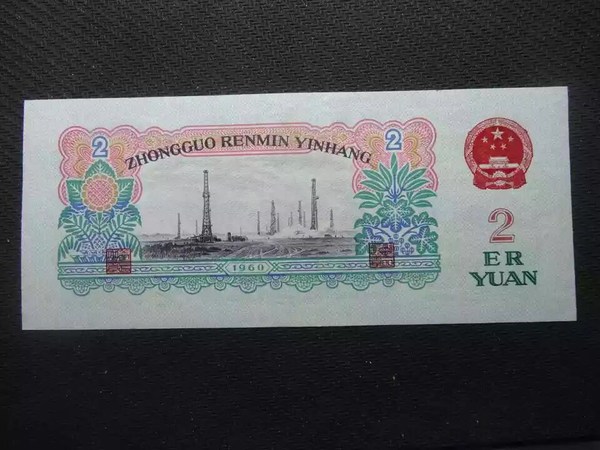 2 2
ZHONGGUO RENMIN YINHANG
1960
2
ER
YUAN